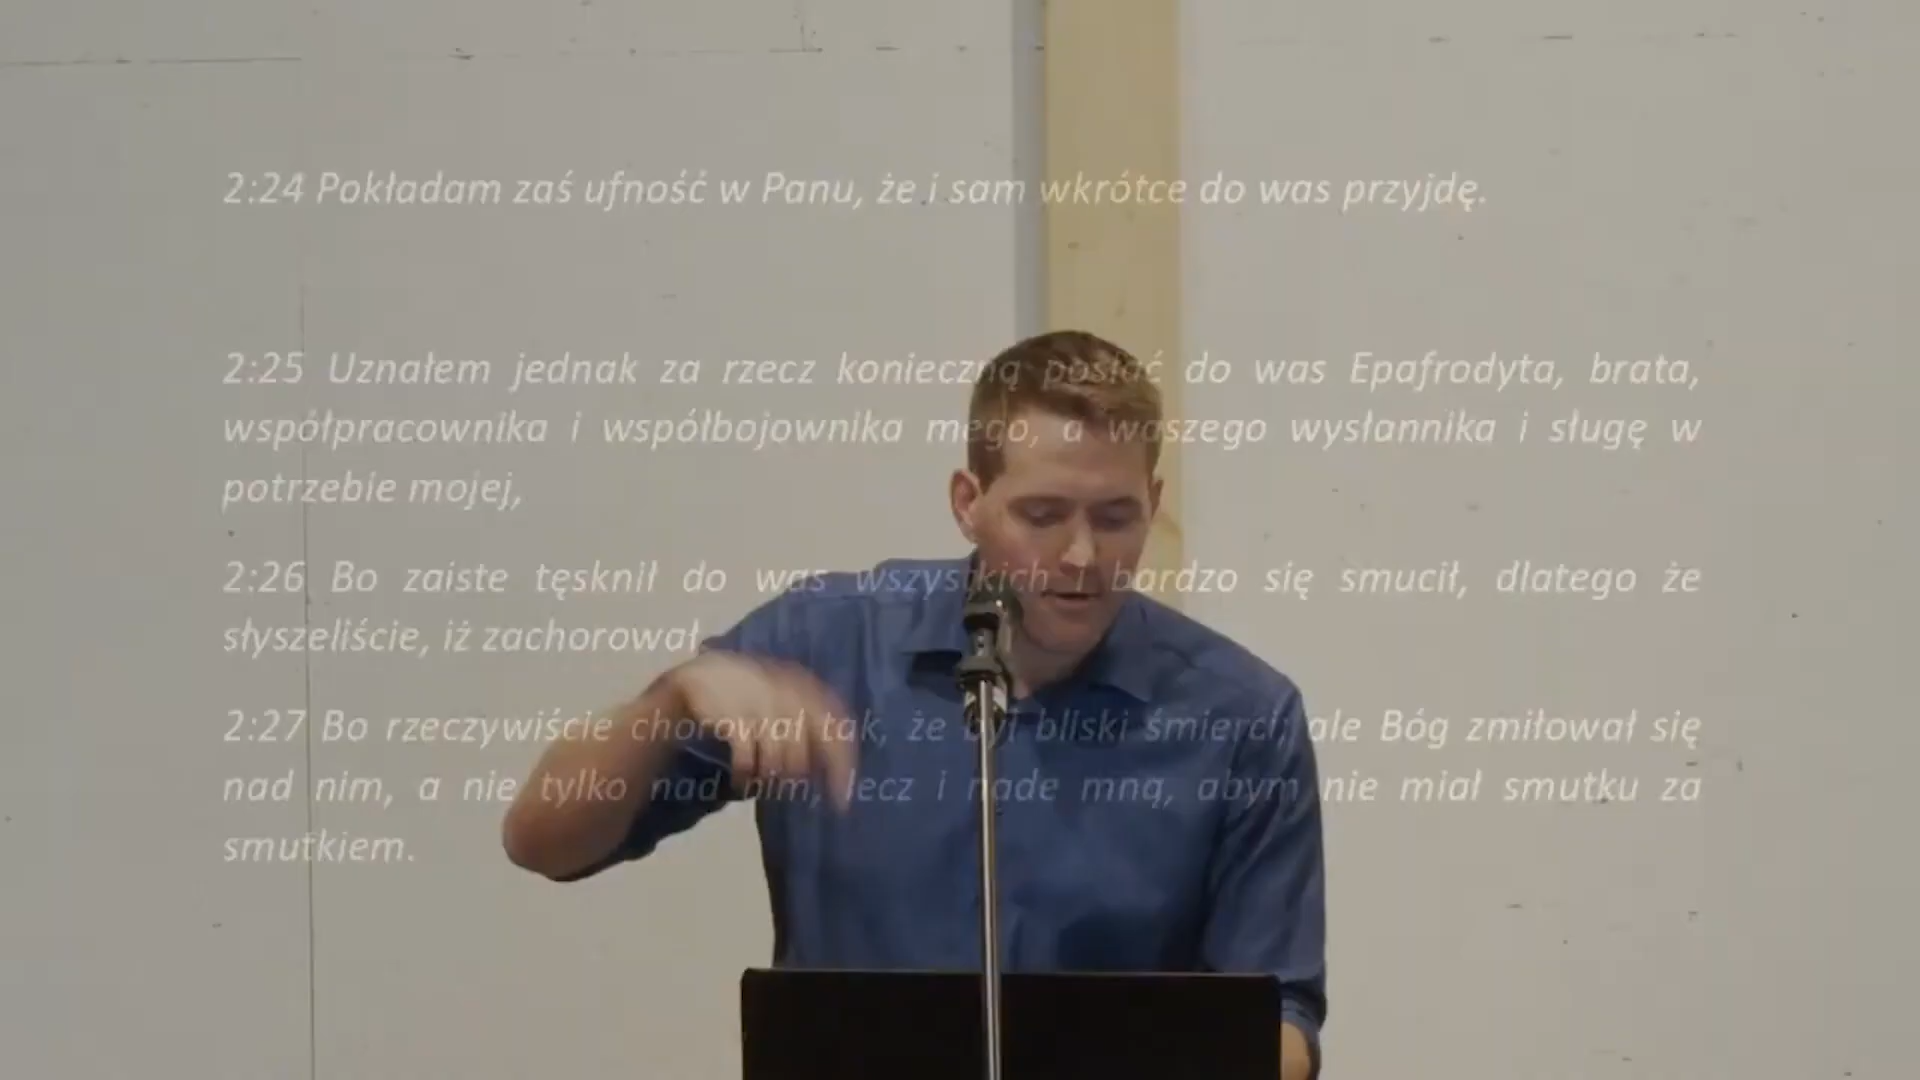 2:24 Pokładam zaś ufność w Panu, że i sam wkrótce do was przyjdę.
2:25 Uznałem jednak za rzecz konieczną posłać do was Epafrodyta, brata,
współpracownika i współbojownika mego, a waszego wysłannika i sługę w
potrzebie mojej,
2:26 Bo zaiste tęsknił do was wszystkich i bardzo się smucił, dlatego że
słyszeliście, iż zachorował.
2:27 Bo rzeczywiście chorował tak, że był bliski śmierci; ale Bóg zmiłował się
nad nim, a nie tylko nad nim, lecz i nade mną, abym nie miał smutku za
smutkiem.